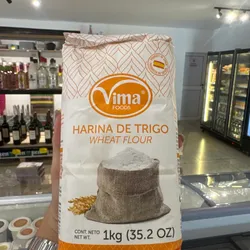 Vima
FOODS
HARINA DE TRIGO
WHEAT FLOUR
CONT. NETO
NET WT.
1kg (35.2 OZ)